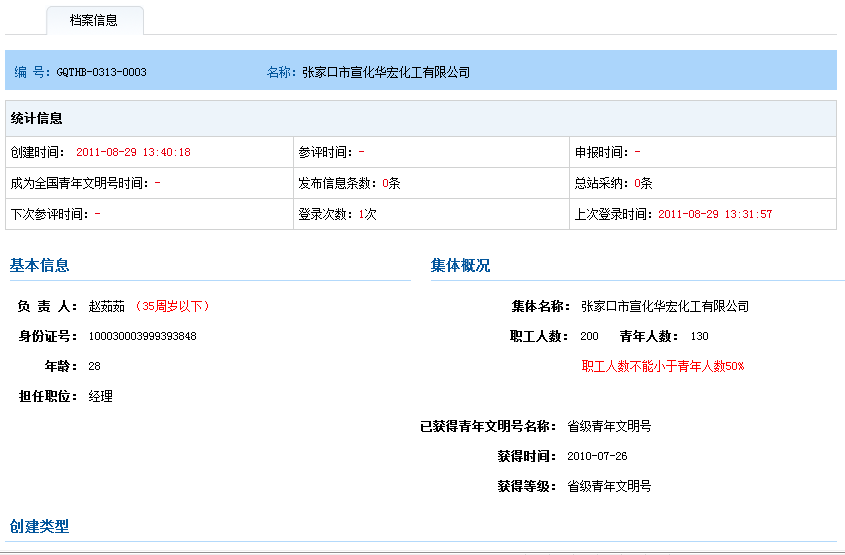 档案信息
编 号：GQTHB-0313-0003 名称：张家口市宣化华宏化工有限公司
统计信息
创建时间： 2011-08-29 13:40:18 参评时间：- 申报时间：-
成为全国青年文明号时间：- 发布信息条数：0条 总站采纳：0条
下次参评时间：- 登录次数：1次 上次登录时间：2011-08-29 13:31:57
基本信息 集体概况
负 责 人： 赵茹茹 （35周岁以下） 集体名称： 张家口市宣化华宏化工有限公司
身份证号： 100030003999393848 职工人数： 200 青年人数： 130
年龄： 28 职工人数不能小于青年人数50%
担任职位： 经理
已获得青年文明号名称： 省级青年文明号
获得时间： 2010-07-26
获得等级： 省级青年文明号
创建类型